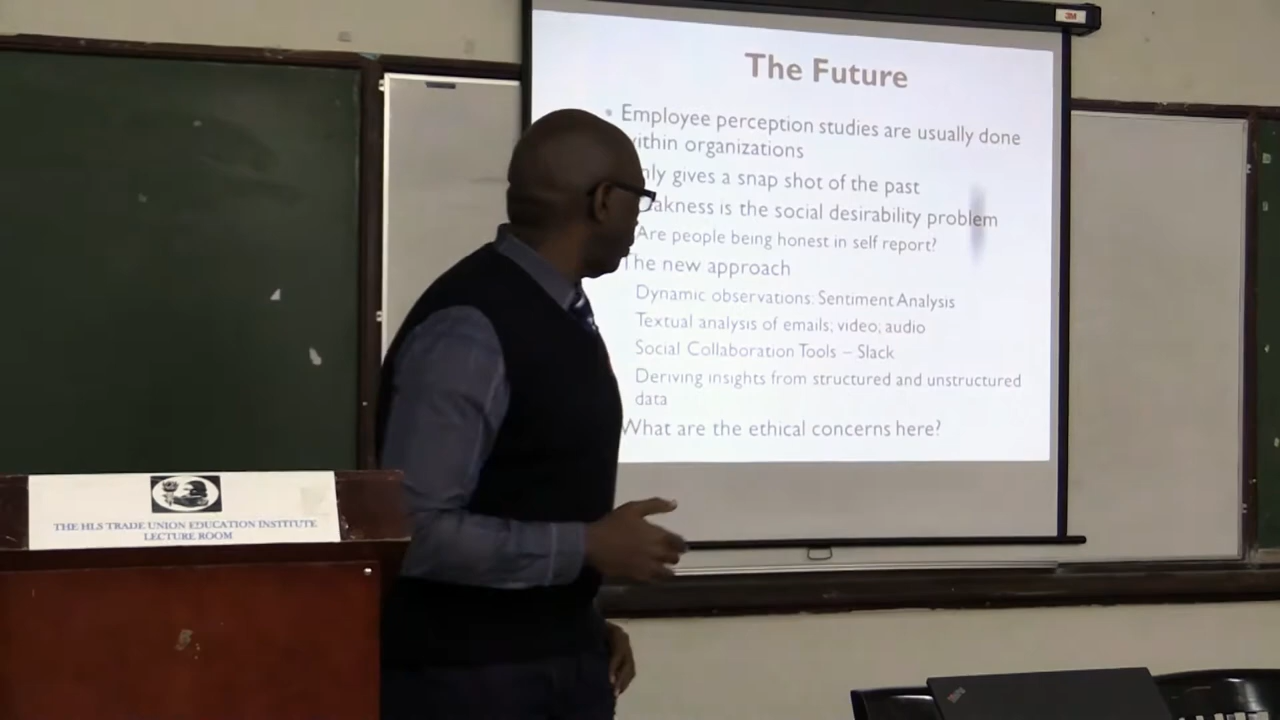 3M
The Future
• Employee perception studies are usually done
within organizations
gives a snap shot of the past
is the social desirability problem
Are people being honest in self report?
The new approach
Dynamic observations: Sentiment Analysis
Textual analysis of emails, video, audio
Social Collaboration Tools – Slack
Deriving insights from structured and unstructured
data
What are the ethical concerns here?
THE HLS TRADE UNION EDUCATION INSTITUTE
LECTURE ROOM